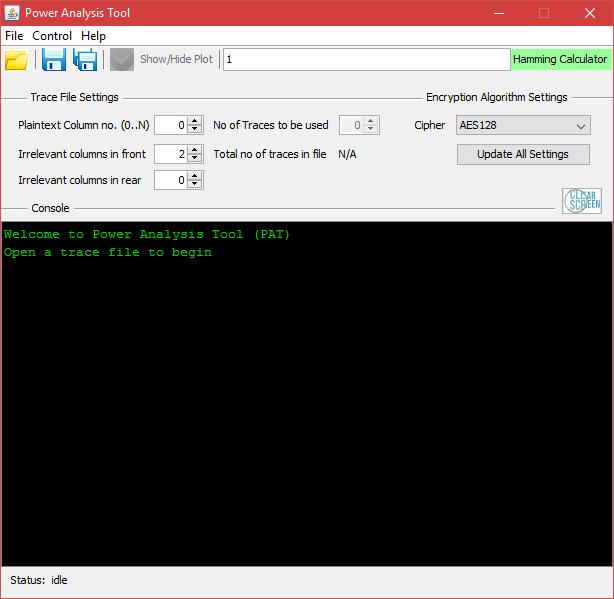 Power Analysis Tool
File Control Help
Show/Hide Plot 1 Hamming Calculator
Trace File Settings Encryption Algorithm Settings
Plaintext Column no. (0..N) 0 No of Traces to be used 0 Cipher AES128
Irrelevant columns in front 2 Total no of traces in file N/A Update All Settings
Irrelevant columns in rear 0
CLEAR
SCREEN
Console
Welcome to Power Analysis Tool (PAT)
Open a trace file to begin
Status: idle